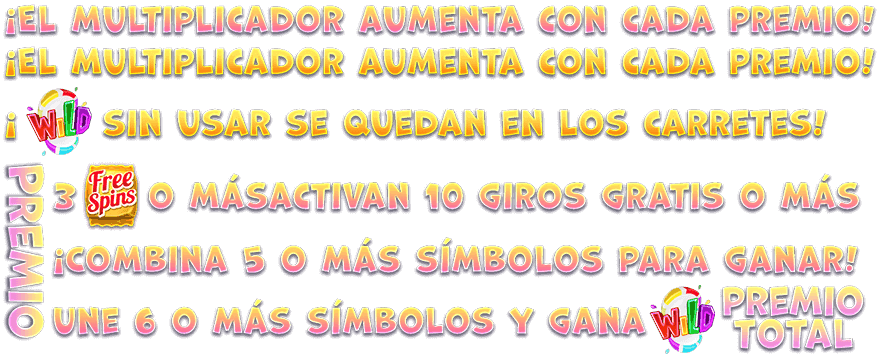 ¡EL MULTIPLICADOR AUMENTA CON CADA PREMIO!
¡EL MULTIPLICADOR AUMENTA CON CADA PREMIO!
¡ WILD SIN USAR SE QUEDAN EN LOS CARRETES!
PREMIO
3 Free Spins O MÁSACTIVAN 10 GIROS GRATIS O MÁS
¡COMBINA 5 O MÁS SÍMBOLOS PARA GANAR!
UNE 6 O MÁS SÍMBOLOS Y GANA WILD
PREMIO
TOTAL